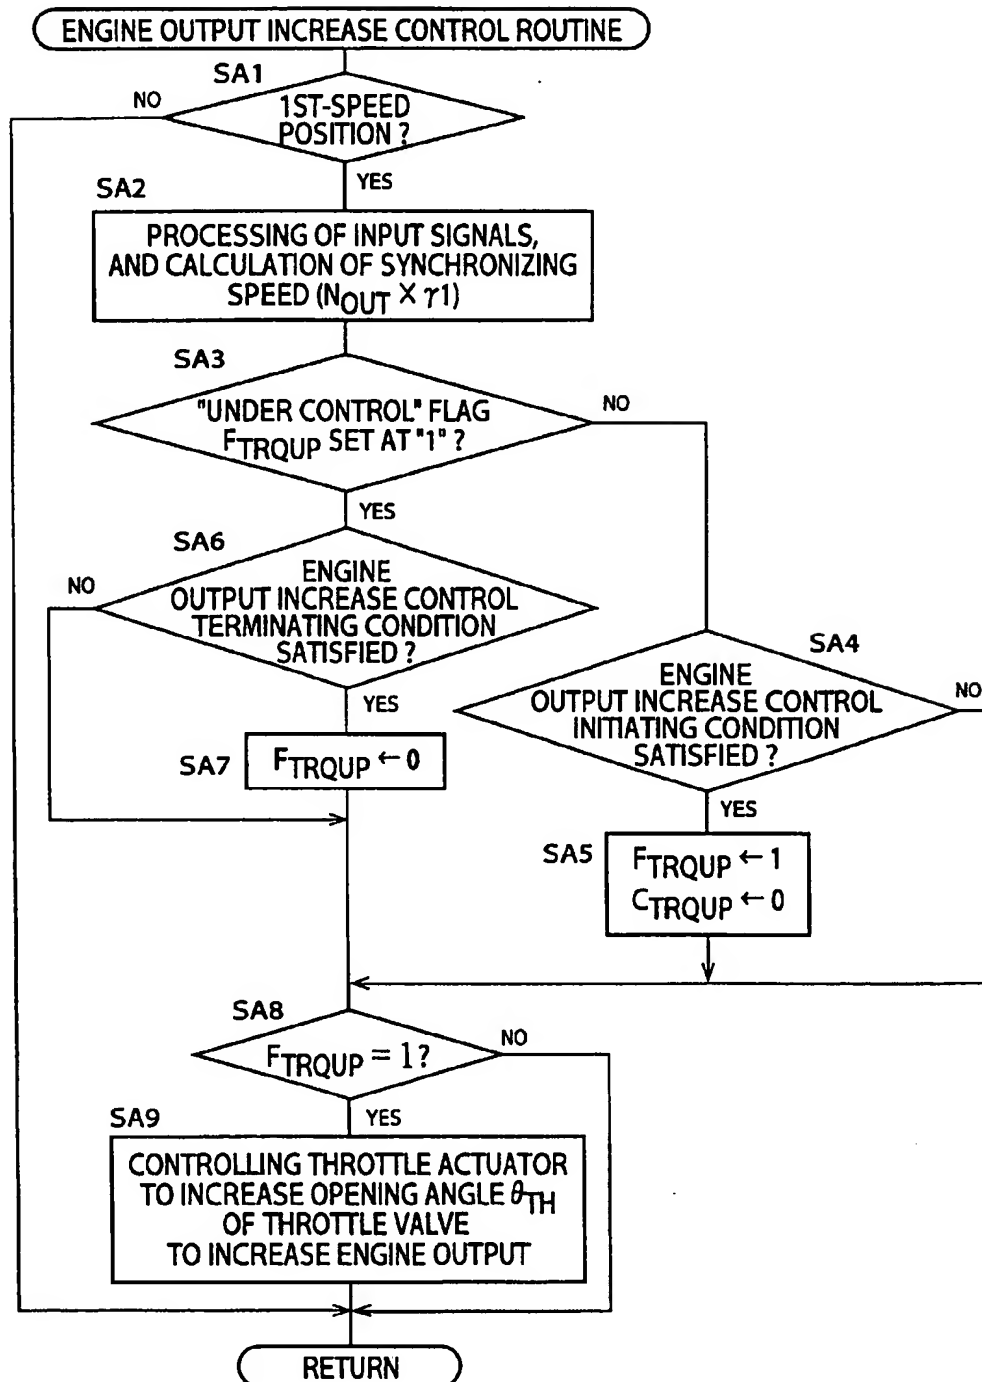 ENGINE OUTPUT INCREASE CONTROL ROUTINE
SA1
NO
1ST-SPEED
POSITION ?
YES
SA2
PROCESSING OF INPUT SIGNALS,
AND CALCULATION OF SYNCHRONIZING
SPEED (NOUT × γ1)
SA3
"UNDER CONTROL" FLAG
FTRQUP SET AT "1" ?
NO
YES
SA6
NO
ENGINE
OUTPUT INCREASE CONTROL
TERMINATING CONDITION
SATISFIED ?
YES
SA4
ENGINE
OUTPUT INCREASE CONTROL
INITIATING CONDITION
SATISFIED ?
NO
YES
SA7
FTRQUP ← 0
SA5
FTRQUP ← 1
CTRQUP ← 0
SA8
FTRQUP = 1?
NO
YES
SA9
CONTROLLING THROTTLE ACTUATOR
TO INCREASE OPENING ANGLE θTH
OF THROTTLE VALVE
TO INCREASE ENGINE OUTPUT
RETURN